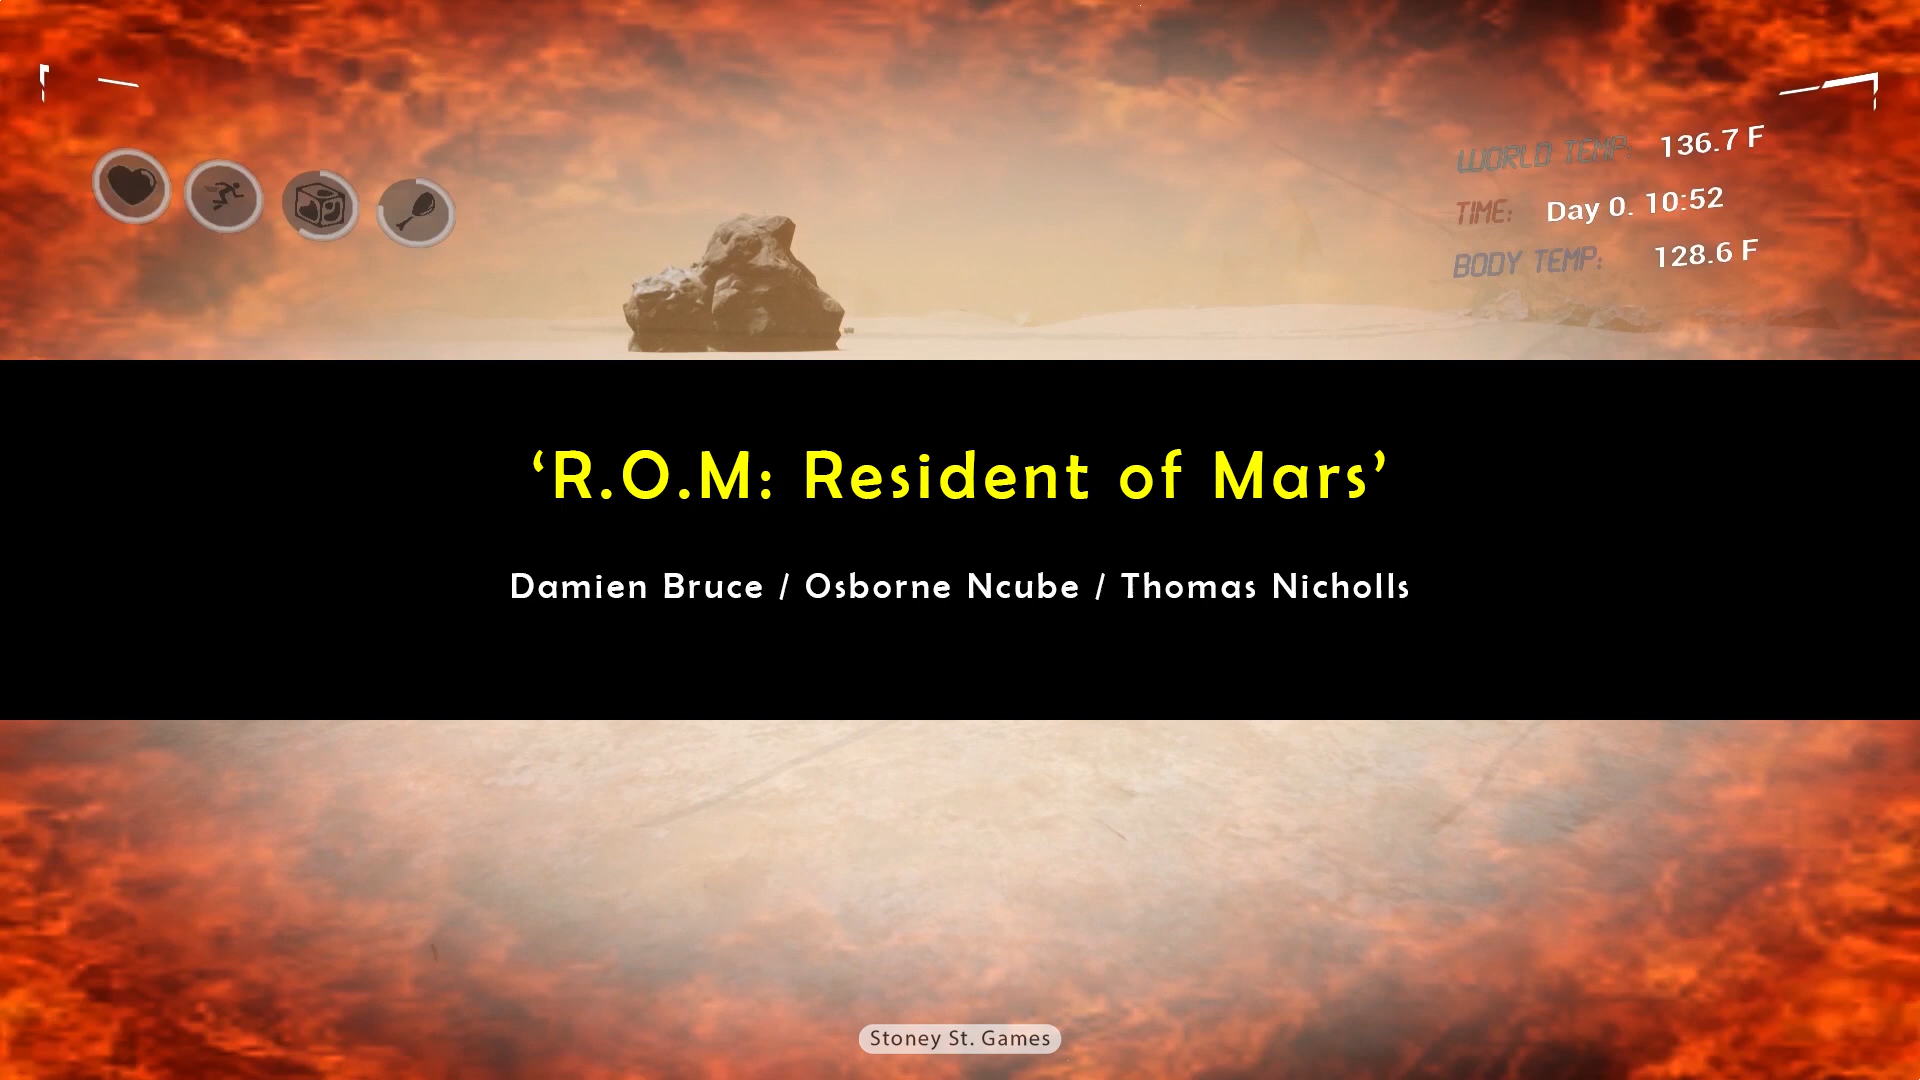 WORLD TEMP: 136.7 F
TIME: Day 0. 10:52
BODY TEMP: 128.6 F
‘R.O.M: Resident of Mars’
Damien Bruce / Osborne Ncube / Thomas Nicholls
Stoney St. Games